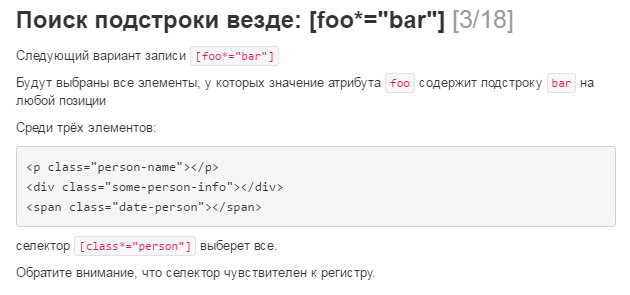 Поиск подстроки везде: [foo*="bar"] [3/18]
Следующий вариант записи [foo*="bar"]
Будут выбраны все элементы, у которых значение атрибута foo содержит подстроку bar на
любой позиции
Среди трёх элементов:
<p class="person-name"></p>
<div class="some-person-info"></div>
<span class="date-person"></span>
селектор [class*="person"] выберет все.
Обратите внимание, что селектор чувствителен к регистру.